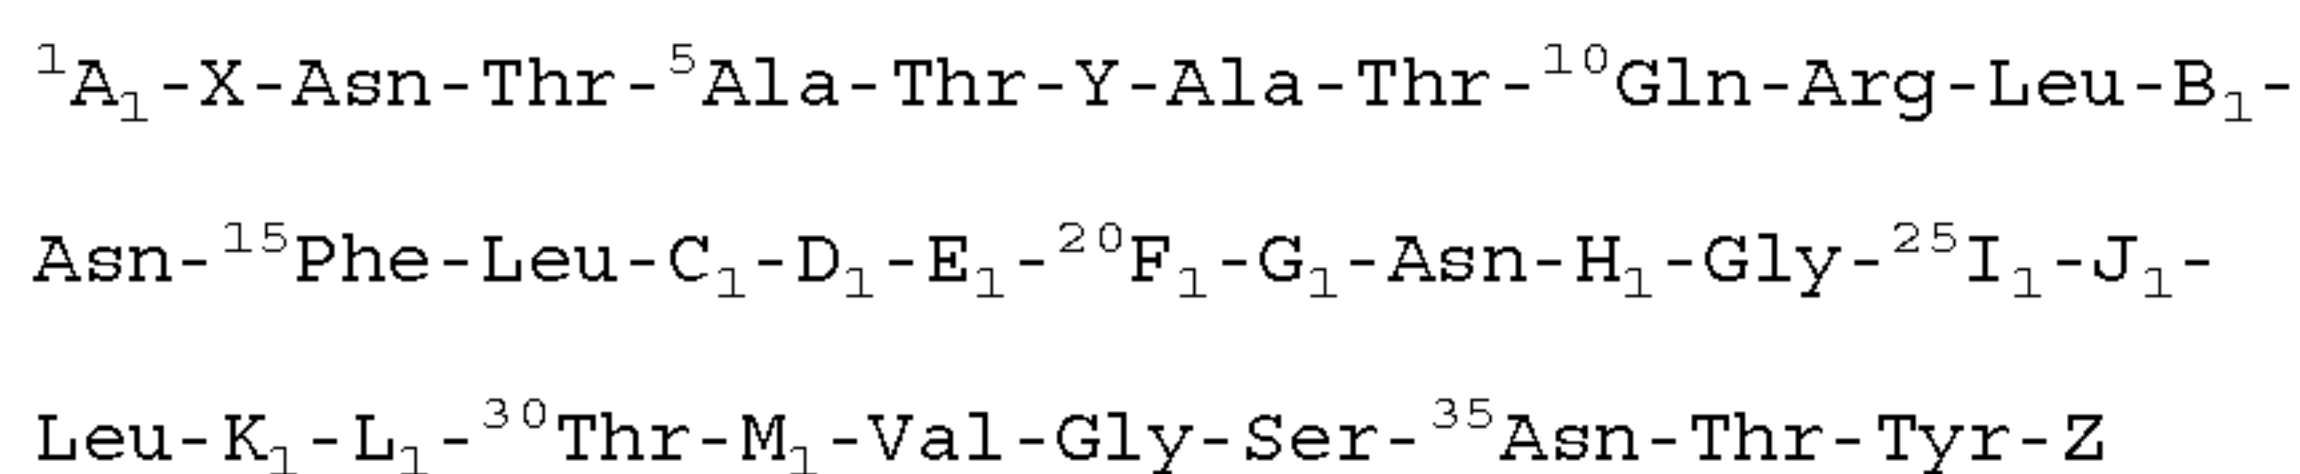 ¹A₁-X-Asn-Thr-⁵Ala-Thr-Y-Ala-Thr-¹⁰Gln-Arg-Leu-B₁-
Asn-¹⁵Phe-Leu-C₁-D₁-E₁-²⁰F₁-G₁-Asn-H₁-Gly-²⁵I₁-J₁-
Leu-K₁-L₁-³⁰Thr-M₁-Val-Gly-Ser-³⁵Asn-Thr-Tyr-Z